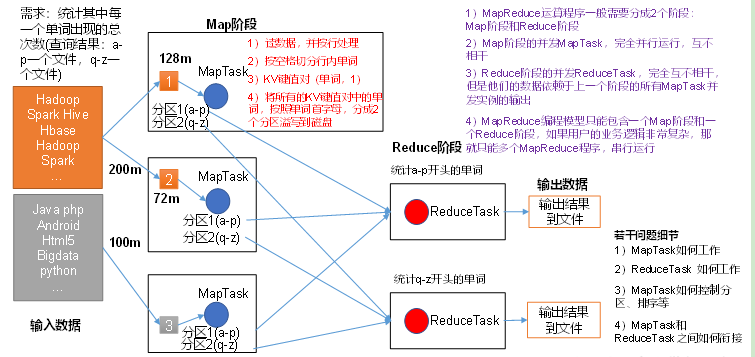 需求：统计其中每
一个单词出现的总
次数(查询结果：a-
p一个文件，q-z一
个文件)
Hadoop
Spark Hive
Hbase
Hadoop
Spark
...
200m
Java php
Android
Html5
Bigdata
python
...
100m
输入数据
Map阶段
128m
1
MapTask
分区1(a-p)
分区2(q-z)
1）试数据，并按行处理
2）按空格切分行内单词
3）KV硬值对（单词，1）
4）将所有的KV硬值对中的单
词，按照单词首字母，分成2
个分区溢写到磁盘
MapTask
2
72m
分区1(a-p)
分区2(q-z)
MapTask
3
分区1(a-p)
分区2(q-z)
1）MapReduce运算程序一般需要分成2个阶段：
Map阶段和Reduce阶段
2）Map阶段的并发MapTask，完全并行运行，互不
相干
3）Reduce阶段的并发ReduceTask，完全互不相干，
但是他们的数据依赖于上一个阶段的所有MapTask并
发实例的输出
4）MapReduce编程模型只能包含一个Map阶段和一
个Reduce阶段，如果用户的业务逻辑非常复杂，那
就只能多个MapReduce程序，串行运行
Reduce阶段
统计a-p开头的单词
ReduceTask
统计q-z开头的单词
ReduceTask
输出数据
输出结果
到文件
输出结果
到文件
若干问题细节
1）MapTask如何工作
2）ReduceTask 如何工作
3）MapTask如何控制分
区、排序等
4）MapTask和
ReduceTask之间如何衔接